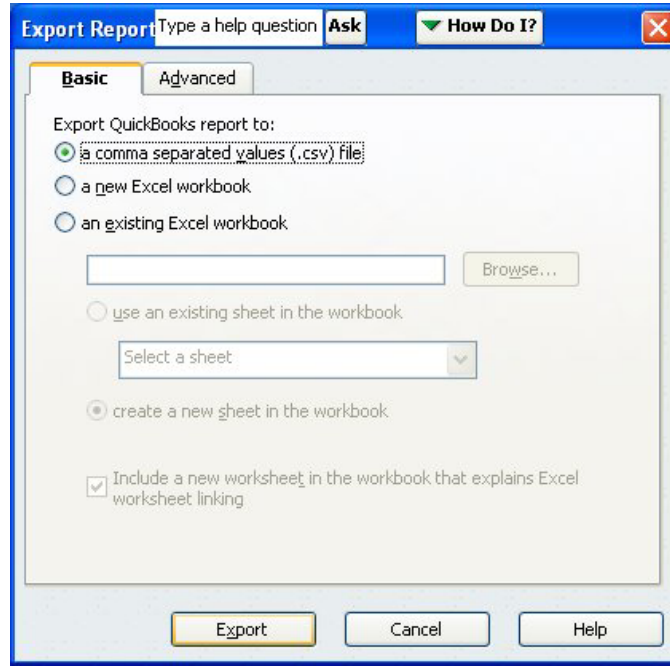 Export Report Type a help question Ask How Do I?
Basic Advanced
Export QuickBooks report to:
a comma separated values (.csv) file
a new Excel workbook
an existing Excel workbook
Browse...
use an existing sheet in the workbook
Select a sheet
create a new sheet in the workbook
Include a new worksheet in the workbook that explains Excel
worksheet linking
Export Cancel Help